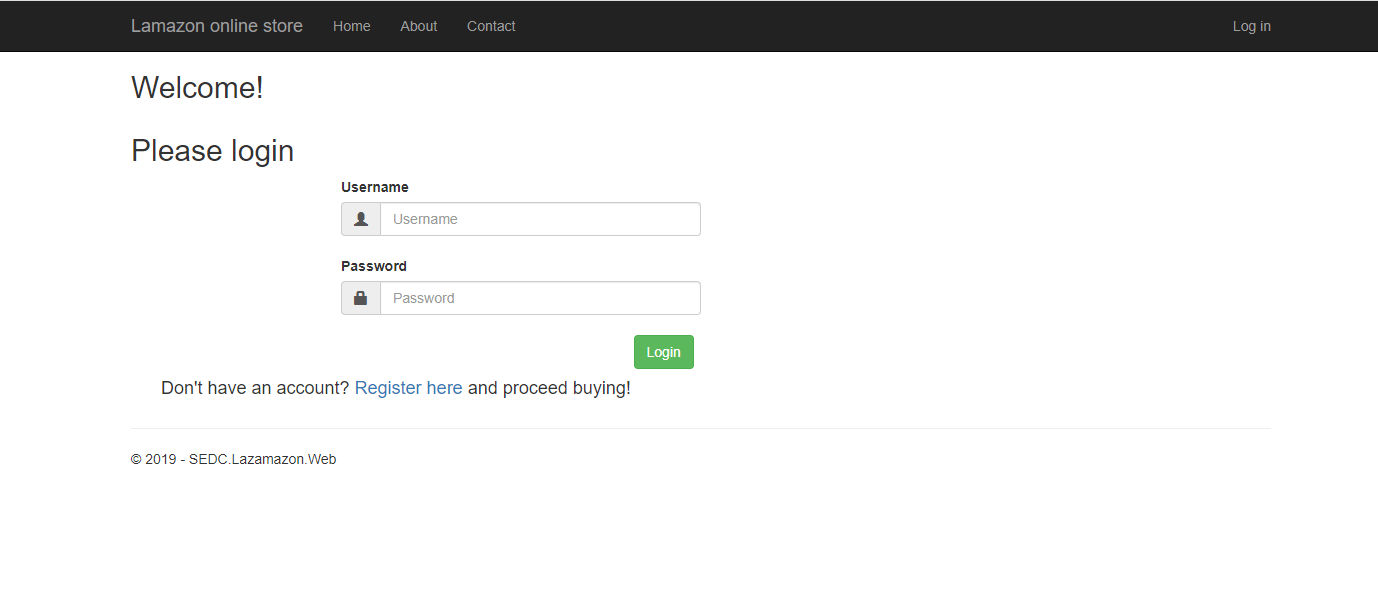 Lamazon online store Home About Contact Log in
Welcome!
Please login
Username
Username
Password
Password
Login
Don't have an account? Register here and proceed buying!
© 2019 - SEDC.Lazamazon.Web